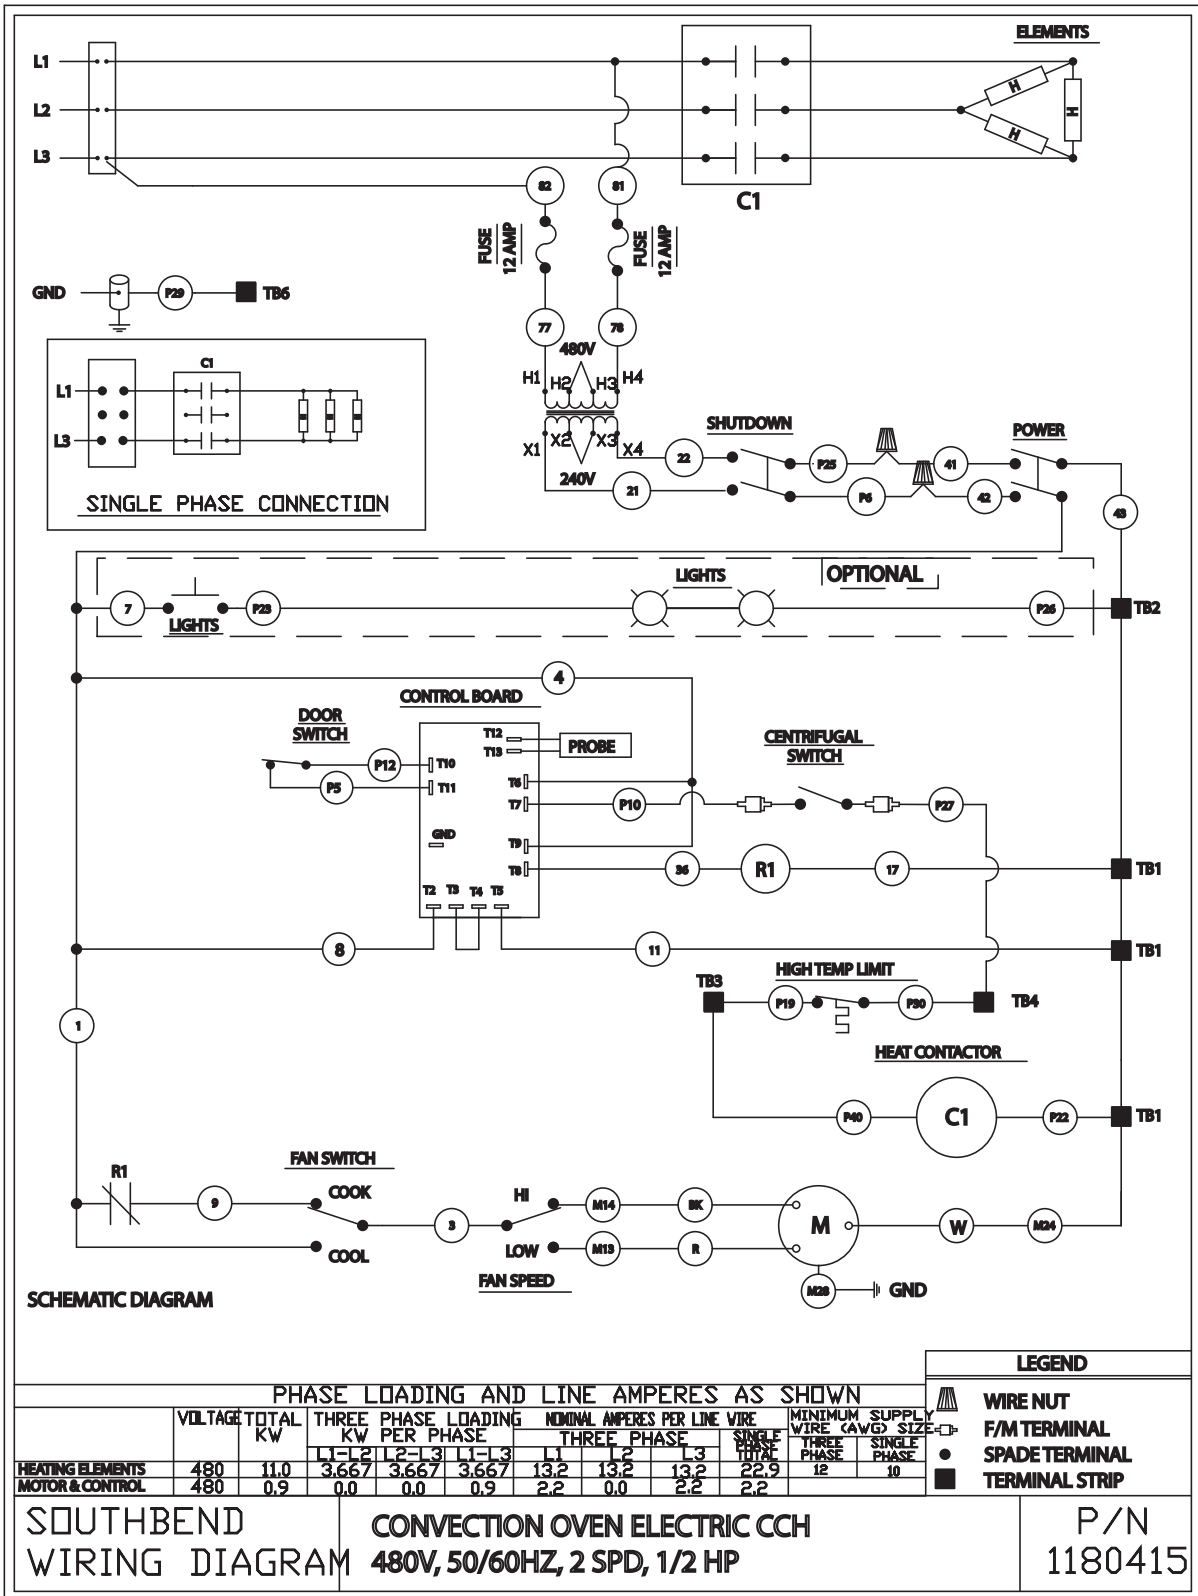 ELEMENTS
L1
L2
L3
H
H
H
C1
82
81
FUSE
12 AMP
FUSE
12 AMP
GND
P29
TB6
77
78
480V
H1 H2 H3 H4
X1 X2 X3 X4
240V
C1
L1
L3
SINGLE PHASE CONNECTION
SHUTDOWN
POWER
22
P25
41
21
P6
42
43
OPTIONAL
LIGHTS
7
P23
P26
TB2
LIGHTS
4
CONTROL BOARD
DOOR
SWITCH
T12
T13
PROBE
CENTRIFUGAL
SWITCH
P12
T10
P5
T11
T6
T7
P10
P27
GND
T9
T8
36
R1
17
TB1
T2 T3 T4 T5
8
11
TB1
HIGH TEMP LIMIT
TB3
P19
P30
TB4
1
HEAT CONTACTOR
P40
C1
P22
TB1
FAN SWITCH
R1
COOK
HI
9
M14
BK
3
M
W
M24
COOL
LOW
M13
R
FAN SPEED
M28
GND
SCHEMATIC DIAGRAM
LEGEND
WIRE NUT
F/M TERMINAL
SPADE TERMINAL
TERMINAL STRIP
PHASE LOADING AND LINE AMPERES AS SHOWN
VOLTAGE
TOTAL
KW
THREE PHASE LOADING
KW PER PHASE
L1-L2 L2-L3 L1-L3
NOMINAL AMPERES PER LINE WIRE
THREE PHASE
L1 L2 L3
SINGLE
PHASE
TOTAL
MINIMUM SUPPLY
WIRE (AWG) SIZE
THREE
PHASE
SINGLE
PHASE
HEATING ELEMENTS 480 11.0 3.667 3.667 3.667 13.2 13.2 13.2 22.9 12 10
MOTOR & CONTROL 480 0.9 0.0 0.0 0.9 2.2 0.0 2.2 2.2
SOUTHBEND
WIRING DIAGRAM
CONVECTION OVEN ELECTRIC CCH
480V, 50/60HZ, 2 SPD, 1/2 HP
P/N
1180415